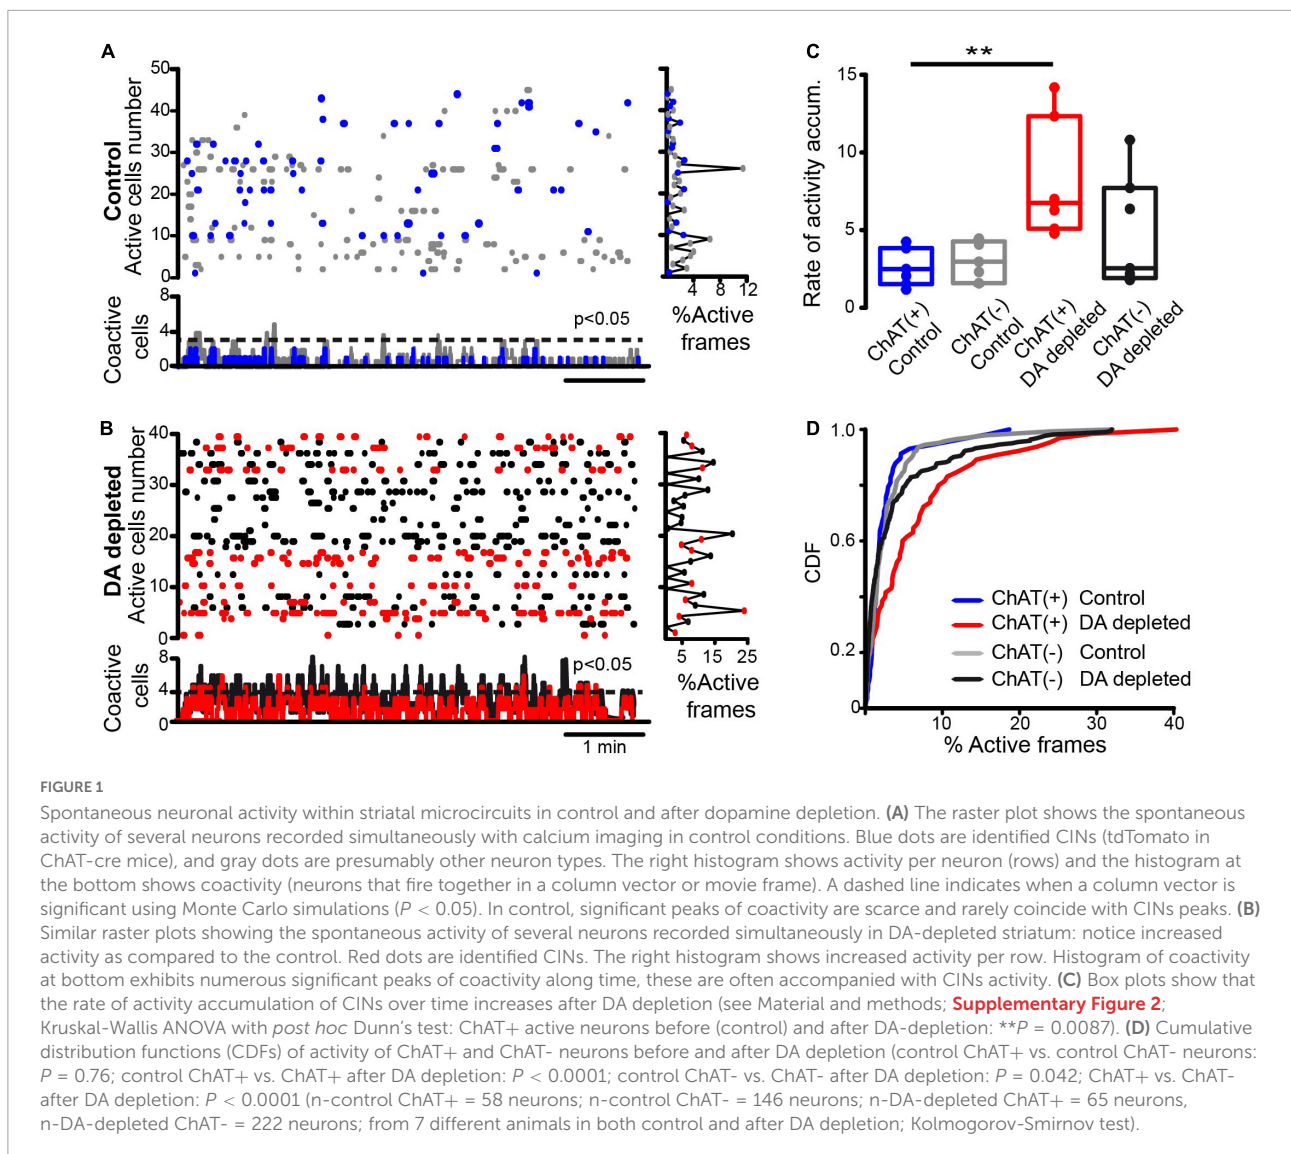 A
Control
Active cells number
50
40
30
20
10
0
4
8
12
%Active
frames
Coactive
cells
8
4
0
p<0.05
B
DA depleted
Active cells number
40
30
20
10
0
5
15
25
%Active
frames
Coactive
cells
8
4
0
p<0.05
1 min
C
**
Rate of activity accum.
15
10
5
0
ChAT(+)
Control
ChAT(-)
Control
ChAT(+)
DA depleted
ChAT(-)
DA depleted
D
CDF
1.0
0.6
0.2
0
10
20
30
40
% Active frames
ChAT(+) Control
ChAT(+) DA depleted
ChAT(-) Control
ChAT(-) DA depleted
FIGURE 1
Spontaneous neuronal activity within striatal microcircuits in control and after dopamine depletion. (A) The raster plot shows the spontaneous
activity of several neurons recorded simultaneously with calcium imaging in control conditions. Blue dots are identified CINs (tdTomato in
ChAT-cre mice), and gray dots are presumably other neuron types. The right histogram shows activity per neuron (rows) and the histogram at
the bottom shows coactivity (neurons that fire together in a column vector or movie frame). A dashed line indicates when a column vector is
significant using Monte Carlo simulations (P < 0.05). In control, significant peaks of coactivity are scarce and rarely coincide with CINs peaks. (B)
Similar raster plots showing the spontaneous activity of several neurons recorded simultaneously in DA-depleted striatum: notice increased
activity as compared to the control. Red dots are identified CINs. The right histogram shows increased activity per row. Histogram of coactivity
at bottom exhibits numerous significant peaks of coactivity along time, these are often accompanied with CINs activity. (C) Box plots show that
the rate of activity accumulation of CINs over time increases after DA depletion (see Material and methods; Supplementary Figure 2;
Kruskal-Wallis ANOVA with post hoc Dunn's test: ChAT+ active neurons before (control) and after DA-depletion: **P = 0.0087). (D) Cumulative
distribution functions (CDFs) of activity of ChAT+ and ChAT- neurons before and after DA depletion (control ChAT+ vs. control ChAT- neurons:
P = 0.76; control ChAT+ vs. ChAT+ after DA depletion: P < 0.0001; control ChAT- vs. ChAT- after DA depletion: P = 0.042; ChAT+ vs. ChAT-
after DA depletion: P < 0.0001 (n-control ChAT+ = 58 neurons; n-control ChAT- = 146 neurons; n-DA-depleted ChAT+ = 65 neurons,
n-DA-depleted ChAT- = 222 neurons; from 7 different animals in both control and after DA depletion; Kolmogorov-Smirnov test).